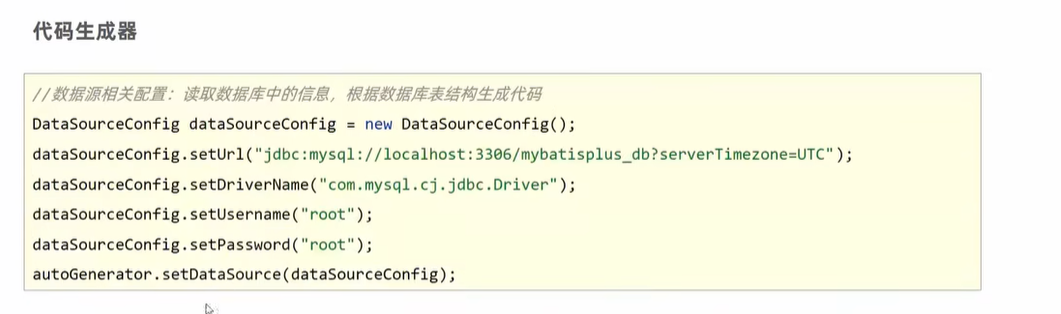 代码生成器
//数据源相关配置：读取数据库中的信息，根据数据库表结构生成代码
DataSourceConfig dataSourceConfig = new DataSourceConfig();
dataSourceConfig.setUrl("jdbc:mysql://localhost:3306/mybatisplus_db?serverTimezone=UTC");
dataSourceConfig.setDriverName("com.mysql.cj.jdbc.Driver");
dataSourceConfig.setUsername("root");
dataSourceConfig.setPassword("root");
autoGenerator.setDataSource(dataSourceConfig);